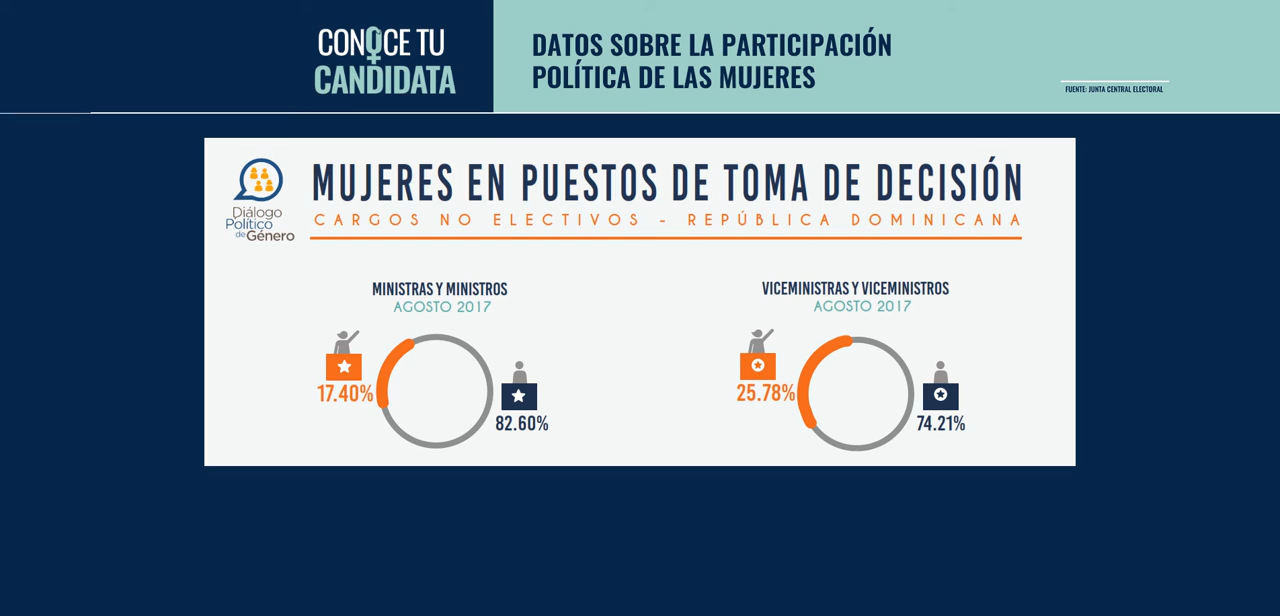 CONOCE TU
CANDIDATA
DATOS SOBRE LA PARTICIPACIÓN
POLÍTICA DE LAS MUJERES
FUENTE: JUNTA CENTRAL ELECTORAL
Diálogo
Político
de Género
MUJERES EN PUESTOS DE TOMA DE DECISIÓN
CARGOS NO ELECTIVOS - REPÚBLICA DOMINICANA
MINISTRAS Y MINISTROS
AGOSTO 2017
17.40%
82.60%
VICEMINISTRAS Y VICEMINISTROS
AGOSTO 2017
25.78%
74.21%